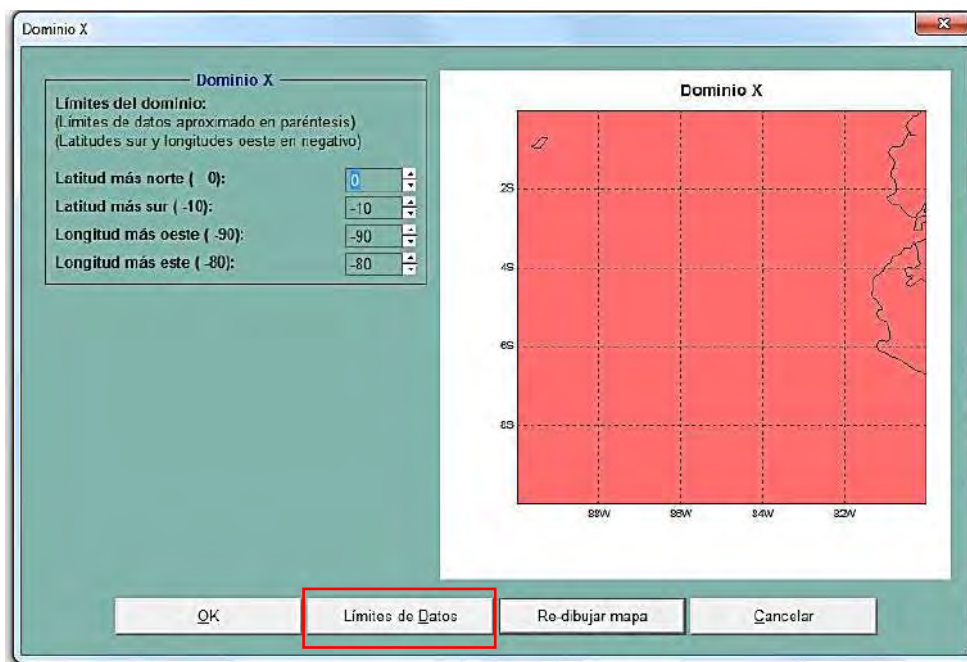 Dominio X
Dominio X
Límites del dominio:
(Límites de datos aproximado en paréntesis)
(Latitudes sur y longitudes oeste en negativo)
Latitud más norte ( 0): 0
Latitud más sur ( -10): -10
Longitud más oeste ( -90): -90
Longitud más este ( -80): -80
Dominio X
2S
4S
6S
8S
88W 86W 84W 82W
OK Límites de Datos Re-dibujar mapa Cancelar